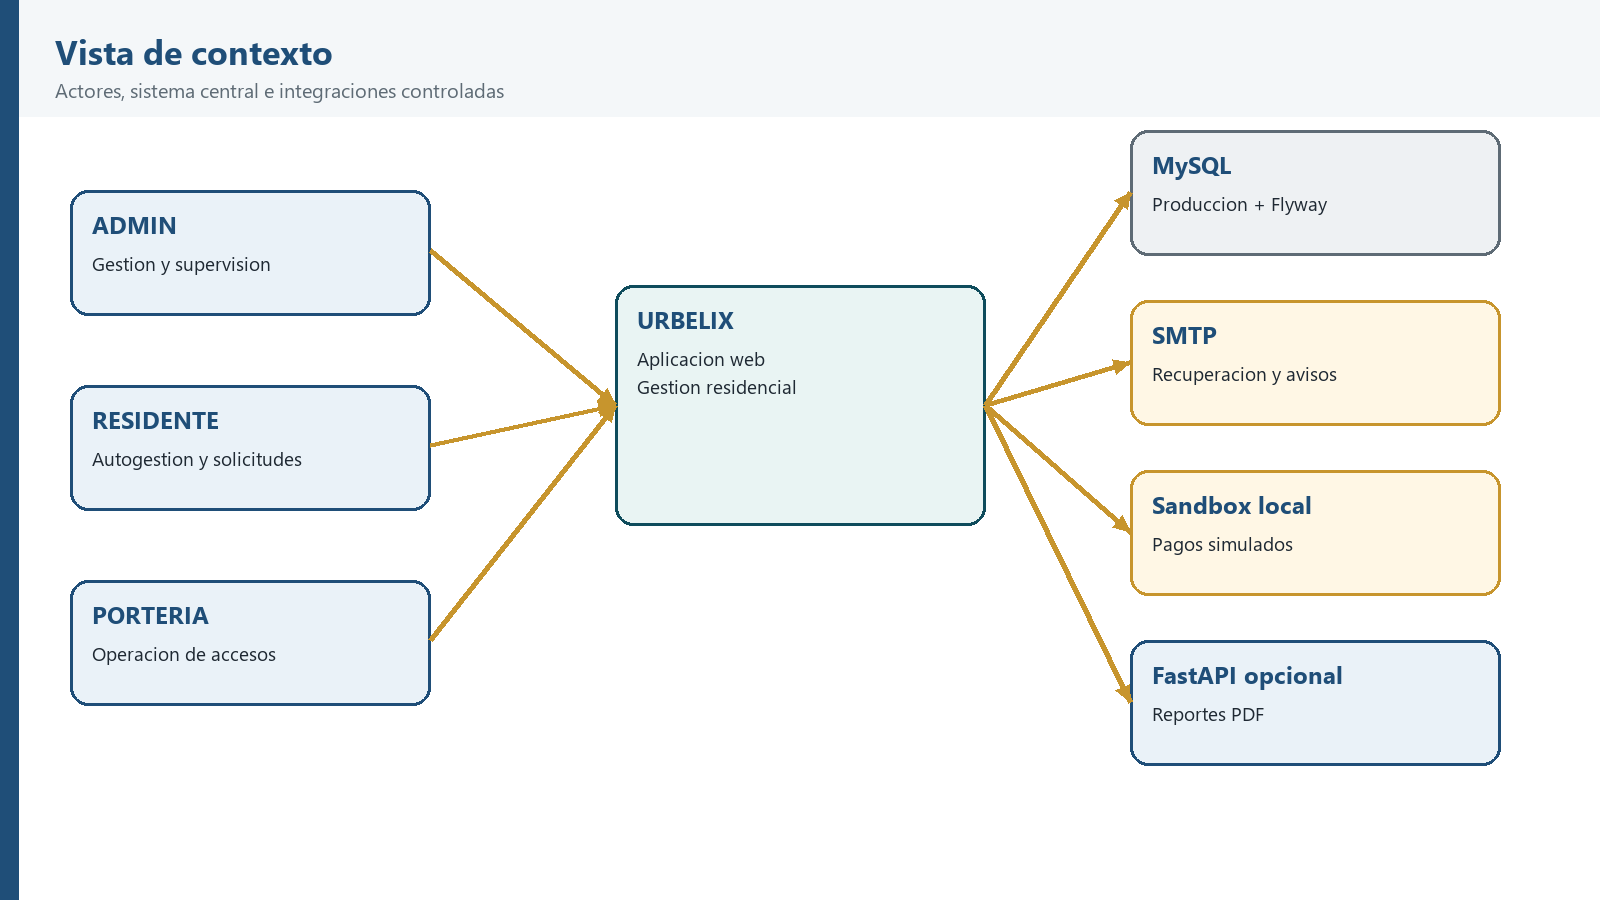 Vista de contexto
Actores, sistema central e integraciones controladas
ADMIN
Gestion y supervision
RESIDENTE
Autogestion y solicitudes
PORTERIA
Operacion de accesos
URBELIX
Aplicacion web
Gestion residencial
MySQL
Produccion + Flyway
SMTP
Recuperacion y avisos
Sandbox local
Pagos simulados
FastAPI opcional
Reportes PDF